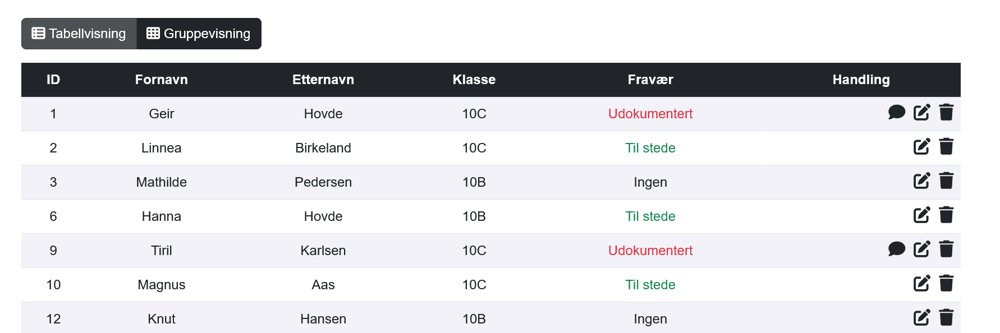 Tabellvisning Gruppevisning
ID Fornavn Etternavn Klasse Fravær Handling
1 Geir Hovde 10C Udokumentert
2 Linnea Birkeland 10C Til stede
3 Mathilde Pedersen 10B Ingen
6 Hanna Hovde 10B Til stede
9 Tiril Karlsen 10C Udokumentert
10 Magnus Aas 10C Til stede
12 Knut Hansen 10B Ingen